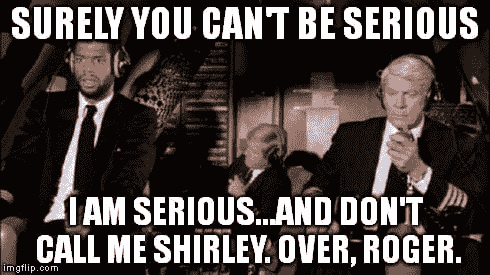 SURELY YOU CAN'T BE SERIOUS
I AM SERIOUS...AND DON'T
CALL ME SHIRLEY. OVER, ROGER.
imgflip.com